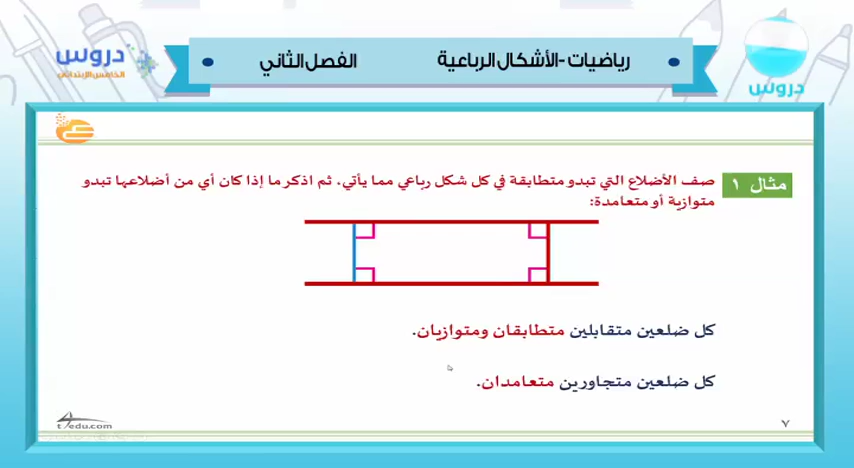 دروس
الخامس الابتدائي
رياضيات - الأشكال الرباعية
الفصل الثاني
دروس
مثال ١
صف الأضلاع التي تبدو متطابقة في كل شكل رباعي مما يأتي، ثم اذكر ما إذا كان أي من أضلاعها تبدو
متوازية أو متعامدة:
كل ضلعين متقابلين متطابقان ومتوازيان.
كل ضلعين متجاورين متعامدان.
t4edu.com
٧